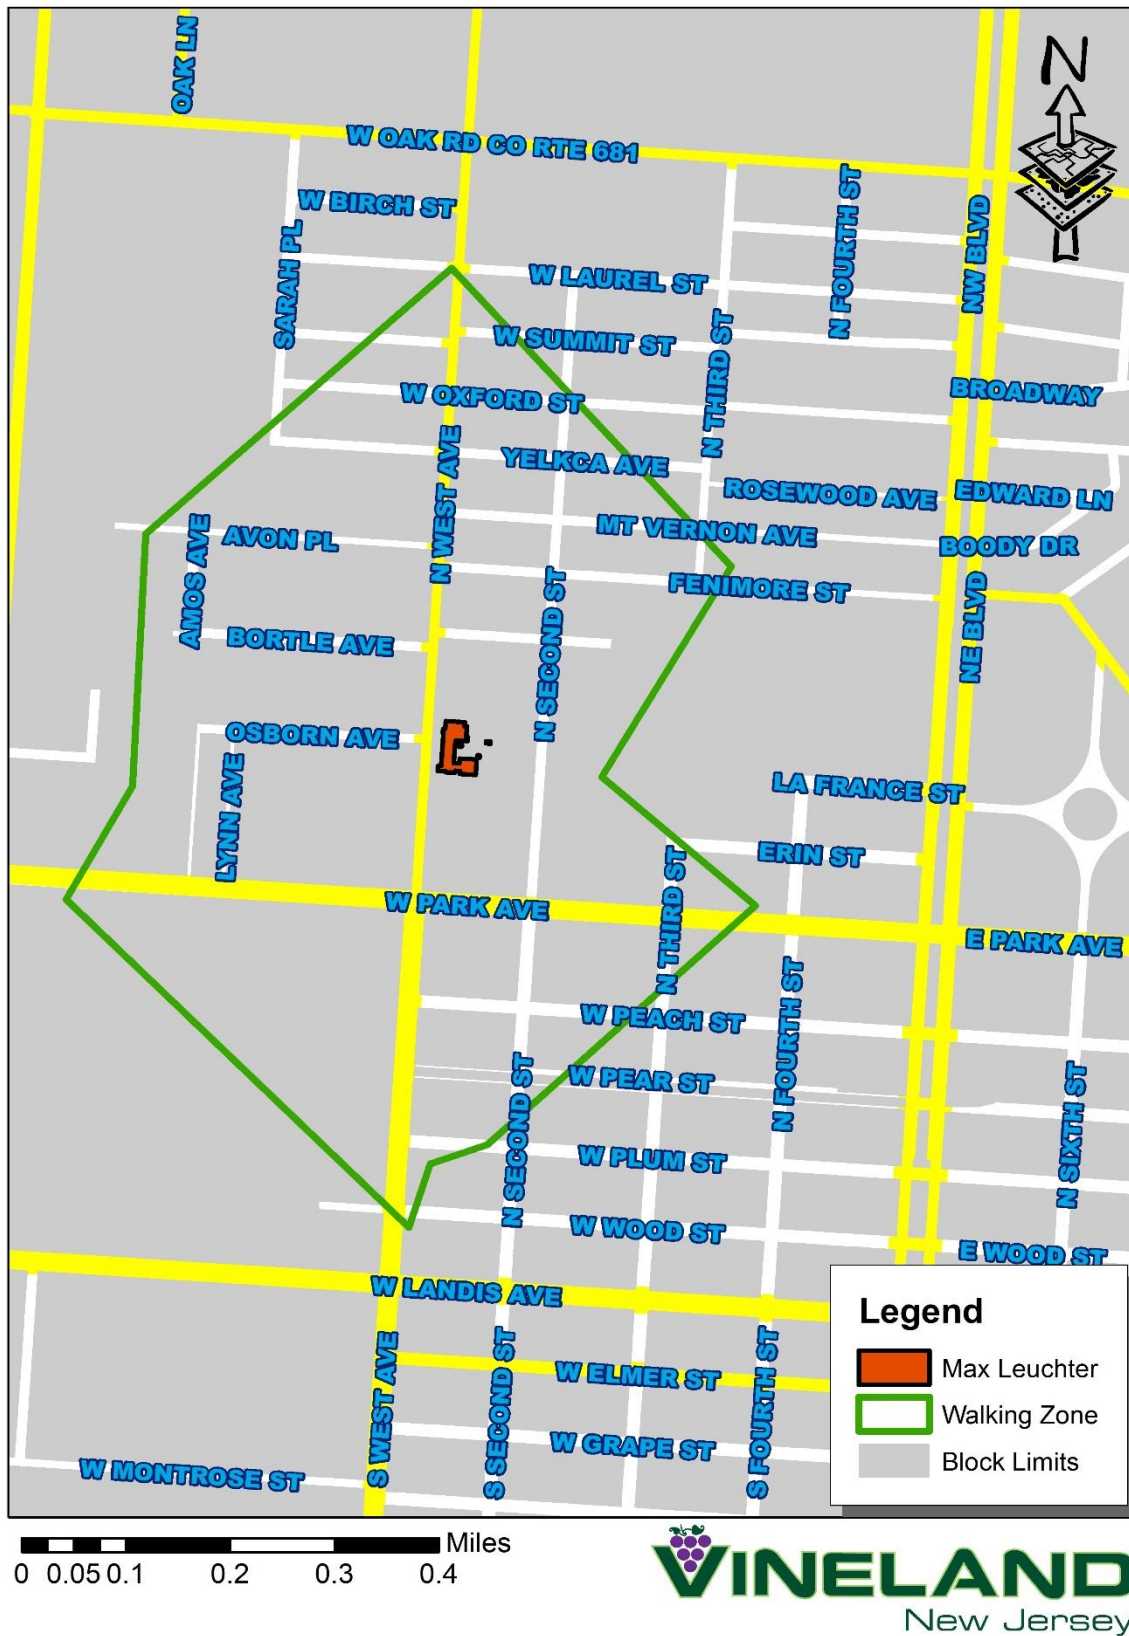 OAK LN
N
W OAK RD CO RTE 681
W BIRCH ST
N FOURTH ST
NW BLVD
SARAH PL
W LAUREL ST
W SUMMIT ST
N THIRD ST
W OXFORD ST
BROADWAY
N WEST AVE
YELKCA AVE
ROSEWOOD AVE
EDWARD LN
AMOS AVE
AVON PL
MT VERNON AVE
BOODY DR
FENIMORE ST
N SECOND ST
NE BLVD
BORTLE AVE
OSBORN AVE
LYNN AVE
LA FRANCE ST
ERIN ST
W PARK AVE
N THIRD ST
E PARK AVE
W PEACH ST
N FOURTH ST
W PEAR ST
N SECOND ST
N SIXTH ST
W PLUM ST
W WOOD ST
E WOOD ST
W LANDIS AVE
S WEST AVE
S SECOND ST
W ELMER ST
S FOURTH ST
W GRAPE ST
W MONTROSE ST
Legend
Max Leuchter
Walking Zone
Block Limits
Miles
0 0.05 0.1 0.2 0.3 0.4
VINELAND
New Jersey